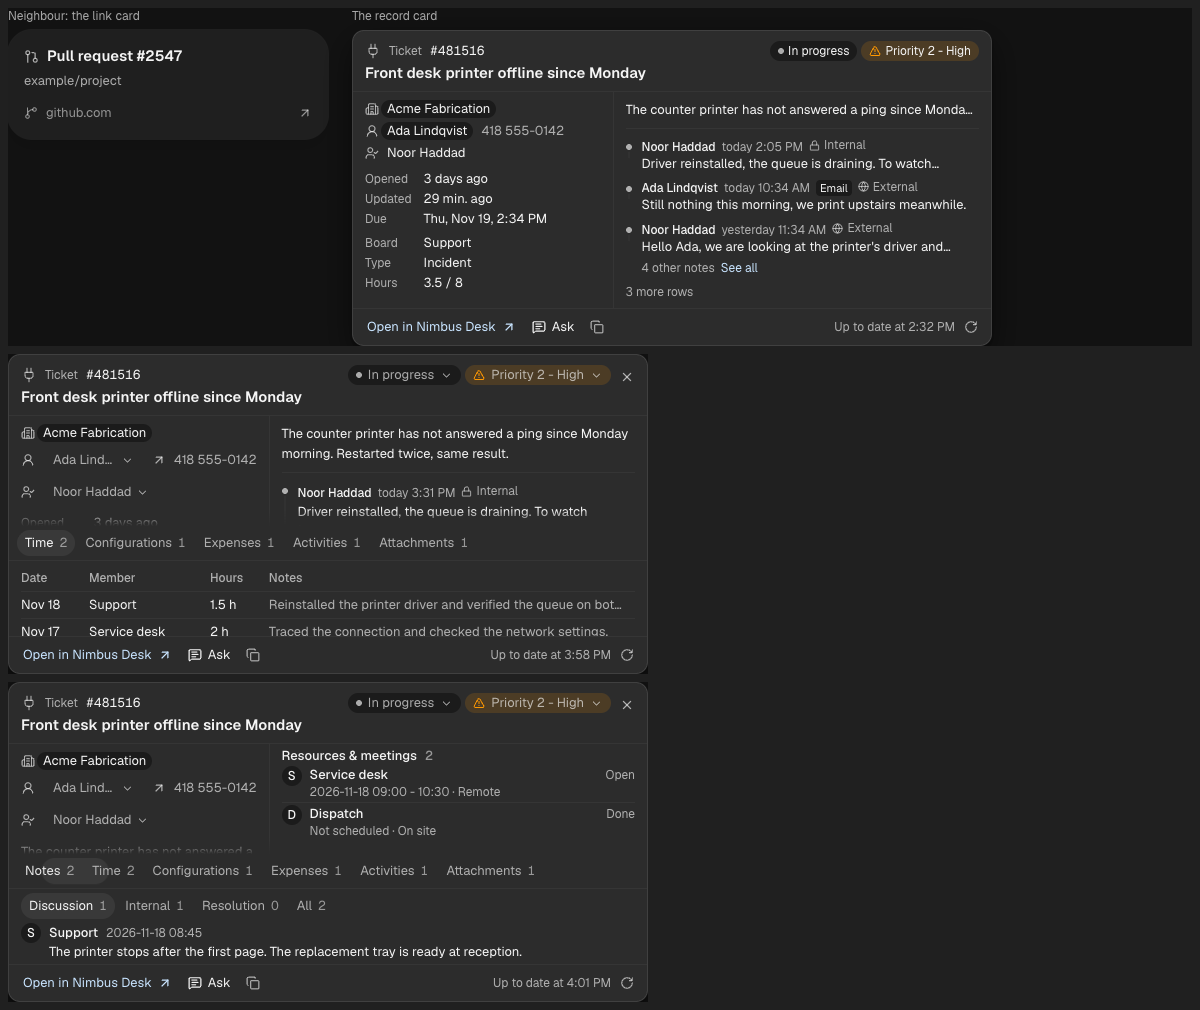 Neighbour: the link card
Pull request #2547
example/project
github.com
The record card
Ticket #481516
In progress
Priority 2 - High
Front desk printer offline since Monday
Acme Fabrication
Ada Lindqvist 418 555-0142
Noor Haddad
Opened 3 days ago
Updated 29 min. ago
Due Thu, Nov 19, 2:34 PM
Board Support
Type Incident
Hours 3.5 / 8
The counter printer has not answered a ping since Monda…
Noor Haddad today 2:05 PM Internal
Driver reinstalled, the queue is draining. To watch…
Ada Lindqvist today 10:34 AM Email External
Still nothing this morning, we print upstairs meanwhile.
Noor Haddad yesterday 11:34 AM External
Hello Ada, we are looking at the printer's driver and…
4 other notes See all
3 more rows
Open in Nimbus Desk Ask
Up to date at 2:32 PM
Ticket #481516
In progress
Priority 2 - High
Front desk printer offline since Monday
Acme Fabrication
Ada Lind… 418 555-0142
Noor Haddad
Opened 3 days ago
The counter printer has not answered a ping since Monday
morning. Restarted twice, same result.
Noor Haddad today 3:31 PM Internal
Driver reinstalled, the queue is draining. To watch
Time 2 Configurations 1 Expenses 1 Activities 1 Attachments 1
Date Member Hours Notes
Nov 18 Support 1.5 h Reinstalled the printer driver and verified the queue on bot…
Nov 17 Service desk 2 h Traced the connection and checked the network settings.
Open in Nimbus Desk Ask
Up to date at 3:58 PM
Ticket #481516
In progress
Priority 2 - High
Front desk printer offline since Monday
Acme Fabrication
Ada Lind… 418 555-0142
Noor Haddad
The counter printer has not answered a
Resources & meetings 2
S Service desk Open
2026-11-18 09:00 - 10:30 · Remote
D Dispatch Done
Not scheduled · On site
Notes 2 Time 2 Configurations 1 Expenses 1 Activities 1 Attachments 1
Discussion 1 Internal 1 Resolution 0 All 2
S Support 2026-11-18 08:45
The printer stops after the first page. The replacement tray is ready at reception.
Open in Nimbus Desk Ask
Up to date at 4:01 PM